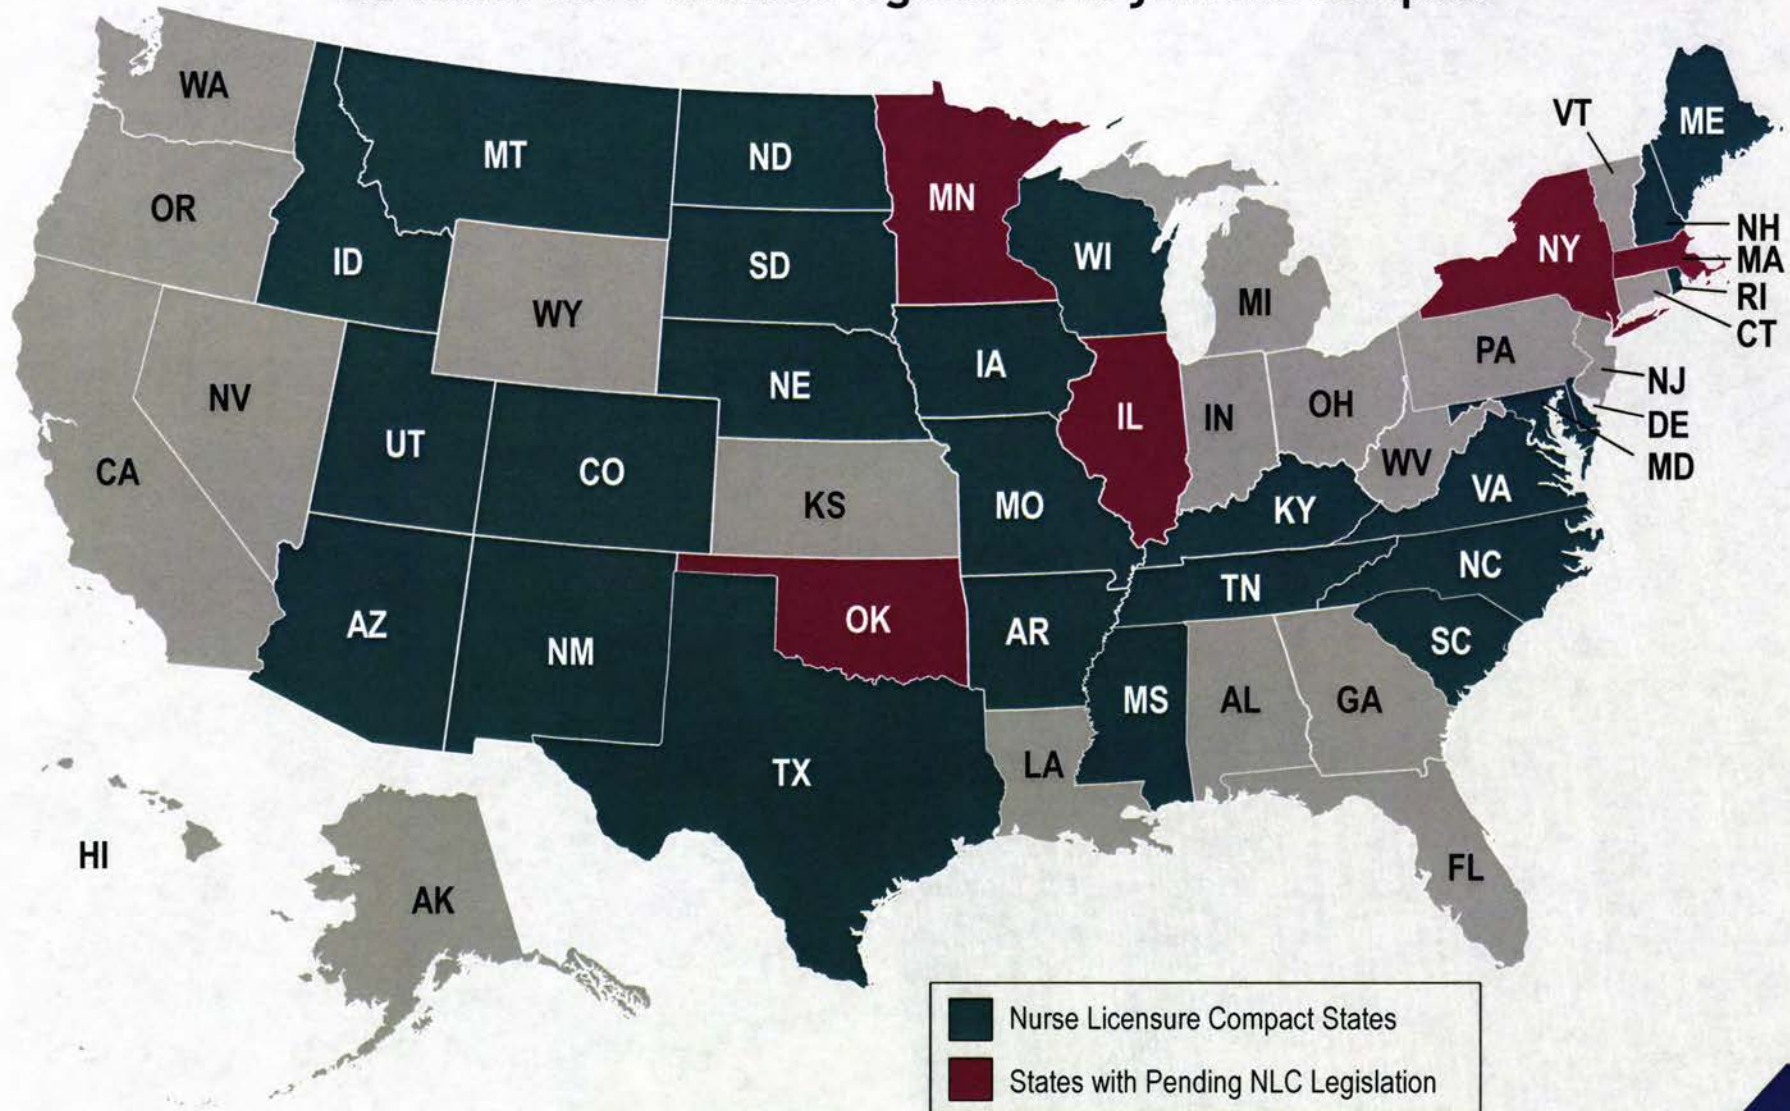 WA
MT
ND
MN
VT
ME
OR
ID
SD
WI
NY
NH
MA
RI
CT
WY
MI
IA
PA
NV
NE
NJ
UT
IL
IN
OH
DE
CA
CO
WV
MD
KS
MO
KY
VA
NC
TN
AZ
NM
OK
AR
SC
MS
AL
GA
TX
LA
HI
AK
FL
Nurse Licensure Compact States
States with Pending NLC Legislation